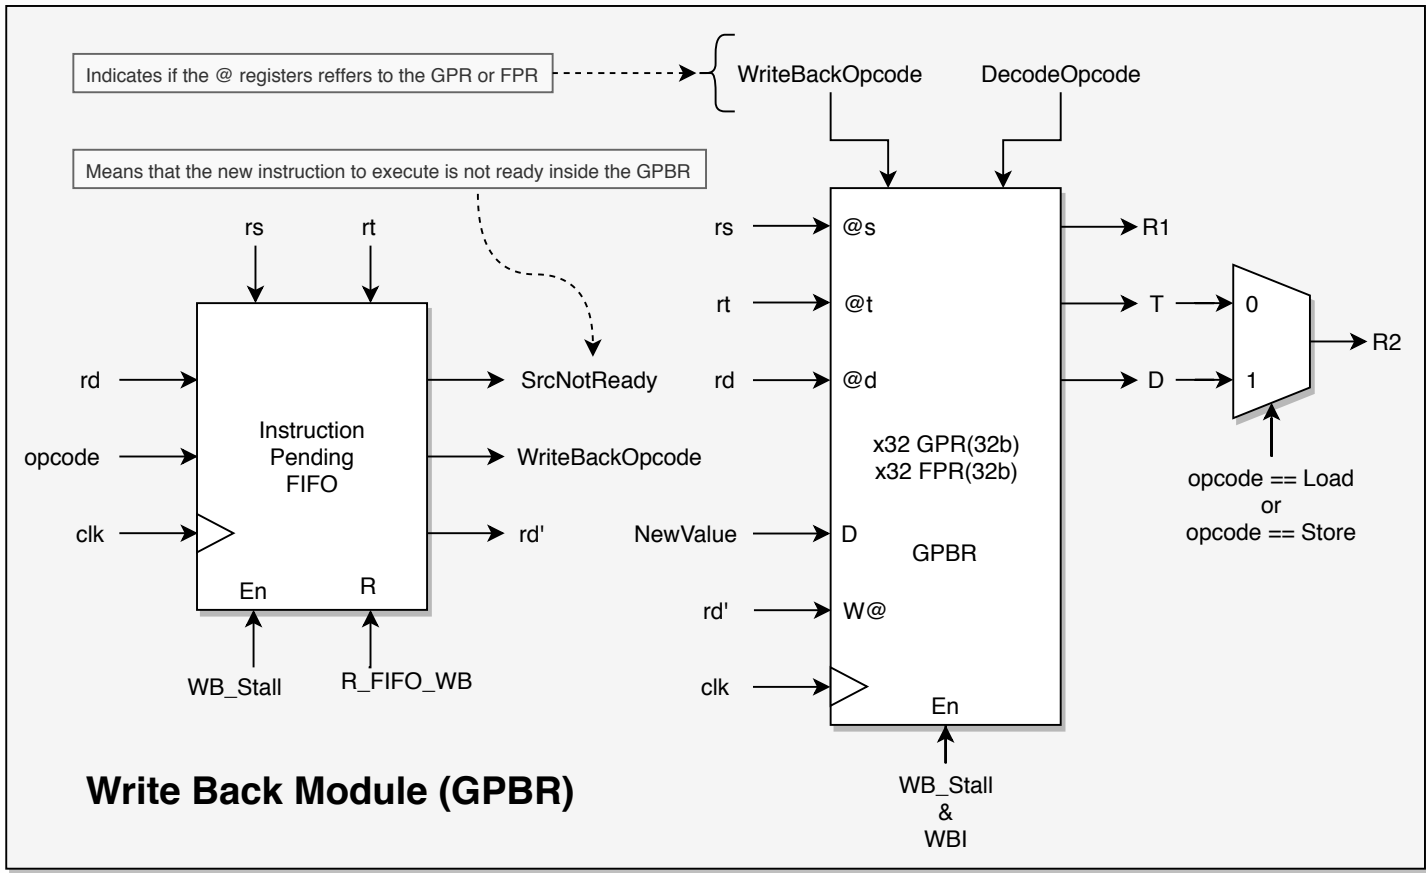 Indicates if the @ registers reffers to the GPR or FPR
WriteBackOpcode
DecodeOpcode
Means that the new instruction to execute is not ready inside the GPBR
rs
rt
rd
opcode
clk
Instruction
Pending
FIFO
En
R
WB_Stall
R_FIFO_WB
SrcNotReady
WriteBackOpcode
rd'
rs
rt
rd
NewValue
rd'
clk
@s
@t
@d
x32 GPR(32b)
x32 FPR(32b)
D
GPBR
W@
En
WB_Stall
&
WBI
R1
T
D
0
1
R2
opcode == Load
or
opcode == Store
Write Back Module (GPBR)